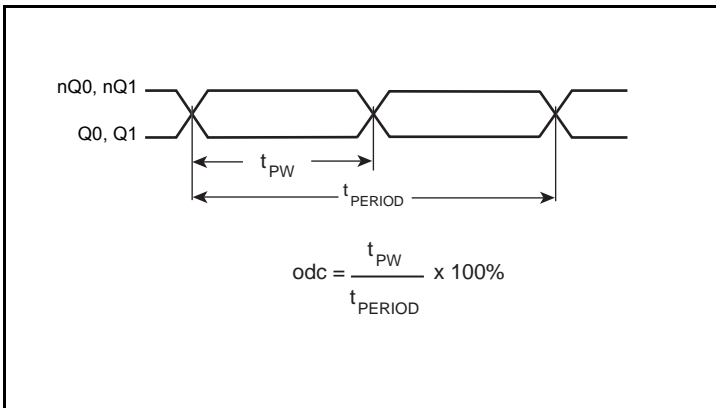 nQ0, nQ1
Q0, Q1
tPW
tPERIOD
odc = tPW / tPERIOD x 100%